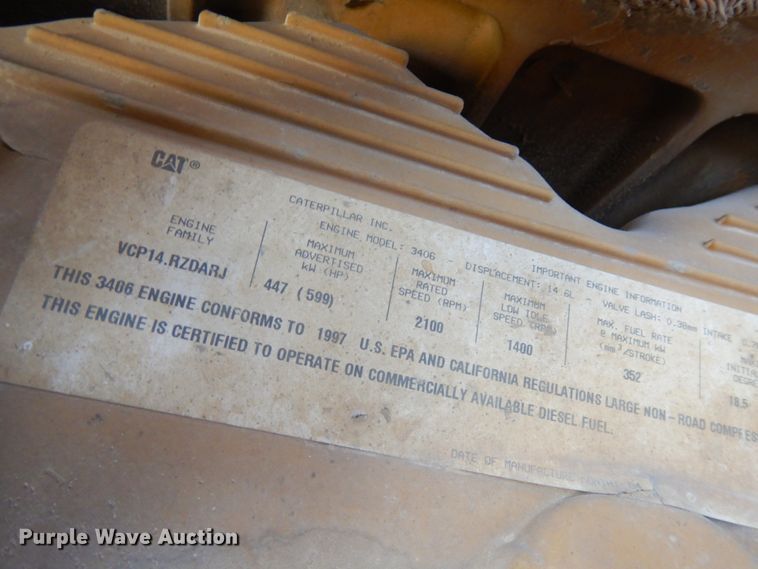 CAT®
CATERPILLAR INC. IMPORTANT ENGINE INFORMATION
ENGINE MODEL: 3406 - DISPLACEMENT: 14.6L VALVE LASH: 0.38mm INTAKE
ENGINE FAMILY
VCP14.RZDARJ
MAXIMUM ADVERTISED kW (HP)
447 (599)
MAXIMUM RATED SPEED (RPM)
2100
MAXIMUM LOW IDLE SPEED (RPM)
1400
MAX. FUEL RATE @ MAXIMUM kW (mm³/STROKE)
352
18.5
THIS 3406 ENGINE CONFORMS TO 1997 U.S. EPA AND CALIFORNIA REGULATIONS LARGE NON-ROAD
THIS ENGINE IS CERTIFIED TO OPERATE ON COMMERCIALLY AVAILABLE DIESEL FUEL.
DATE OF MANUFACTURE
Purple Wave Auction